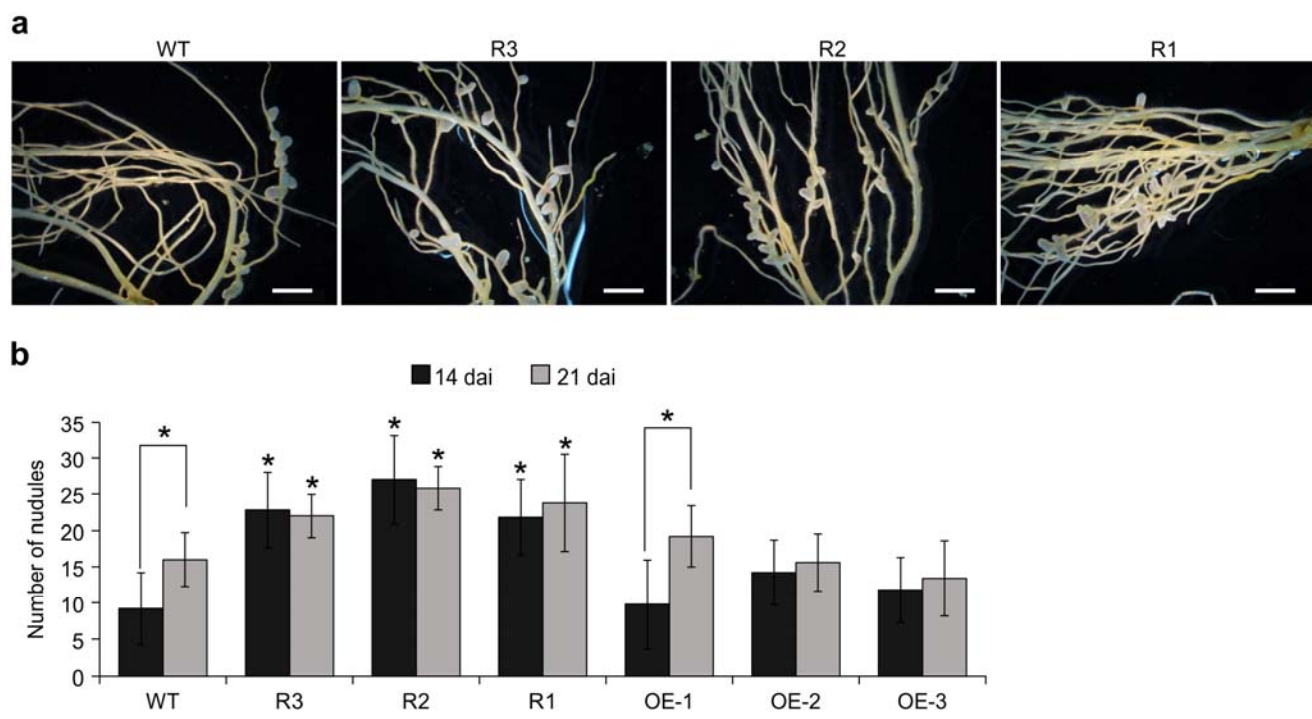 a
WT R3 R2 R1
b
14 dai 21 dai
* * * * * * * *
Number of nudules
35
30
25
20
15
10
5
0
WT R3 R2 R1 OE-1 OE-2 OE-3